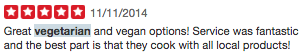 11/11/2014
Great vegetarian and vegan options! Service was fantastic
and the best part is that they cook with all local products!